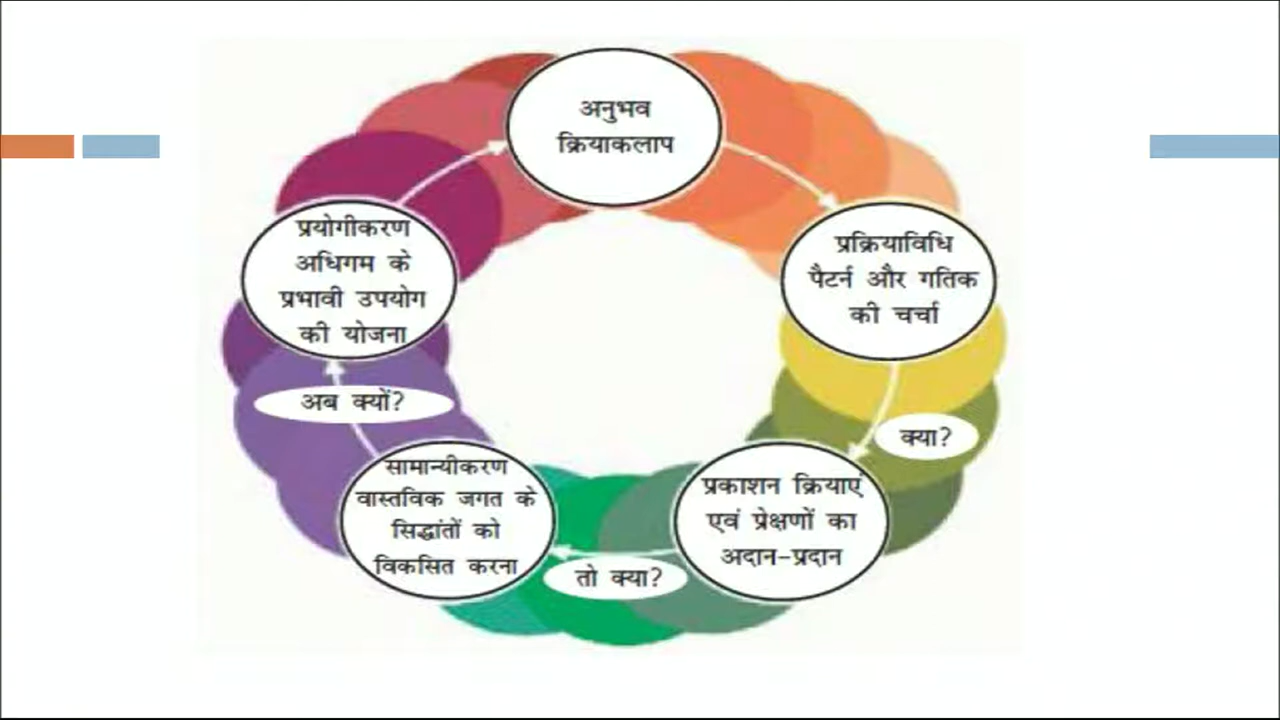 अनुभव
क्रियाकलाप
प्रक्रियाविधि
पैटर्न और गतिक
की चर्चा
क्या?
प्रकाशन क्रियाएं
एवं प्रेक्षणों का
अदान-प्रदान
तो क्या?
सामान्यीकरण
वास्तविक जगत के
सिद्धांतों को
विकसित करना
अब क्यों?
प्रयोगीकरण
अधिगम के
प्रभावी उपयोग
की योजना